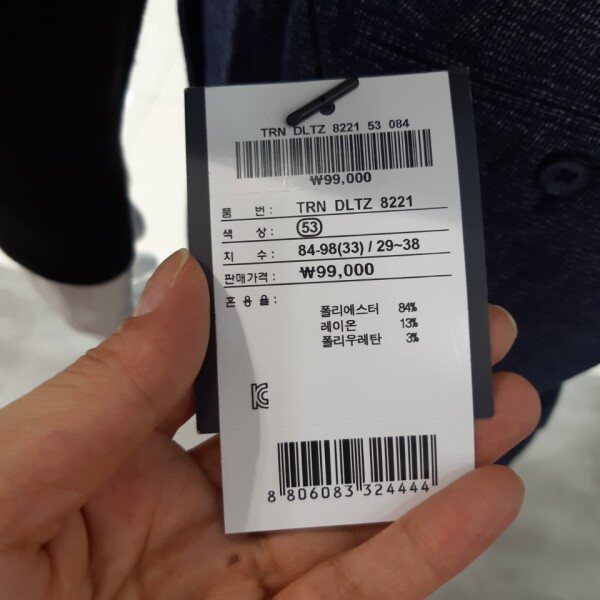 TRN DLTZ 8221 53 084
₩99,000
품 번 : TRN DLTZ 8221
색 상 : 53
치 수 : 84-98(33) / 29~38
판매가격 : ₩99,000
혼 용 율 :
폴리에스터 84%
레이온 13%
폴리우레탄 3%
8 806083 324444